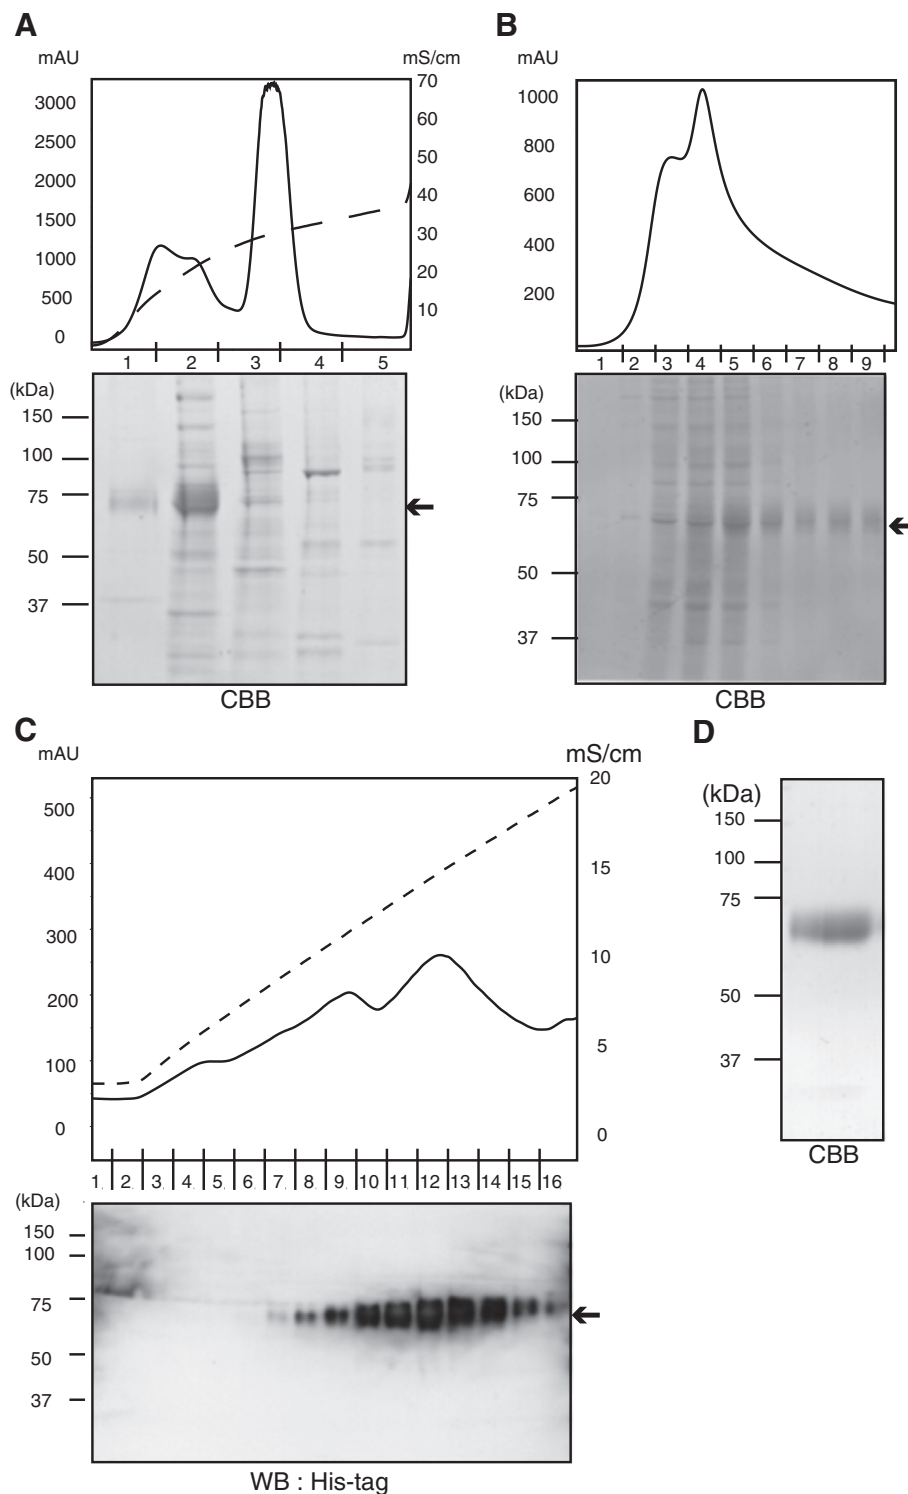 A
mAU
mS/cm
3000
2500
2000
1500
1000
500
0
70
60
50
40
30
20
10
1 2 3 4 5
(kDa)
150
100
75
50
37
CBB
B
mAU
1000
800
600
400
200
1 2 3 4 5 6 7 8 9
(kDa)
150
100
75
50
37
CBB
C
mAU
mS/cm
500
400
300
200
100
0
20
15
10
5
0
1 2 3 4 5 6 7 8 9 10 11 12 13 14 15 16
(kDa)
150
100
75
50
37
WB : His-tag
D
(kDa)
150
100
75
50
37
CBB